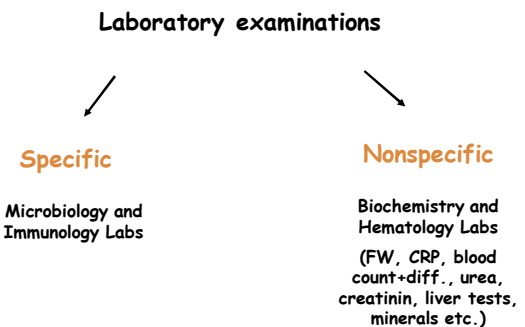 Laboratory examinations
Specific
Nonspecific
Microbiology and
Immunology Labs
Biochemistry and
Hematology Labs
(FW, CRP, blood
count+diff., urea,
creatinin, liver tests,
minerals etc.)